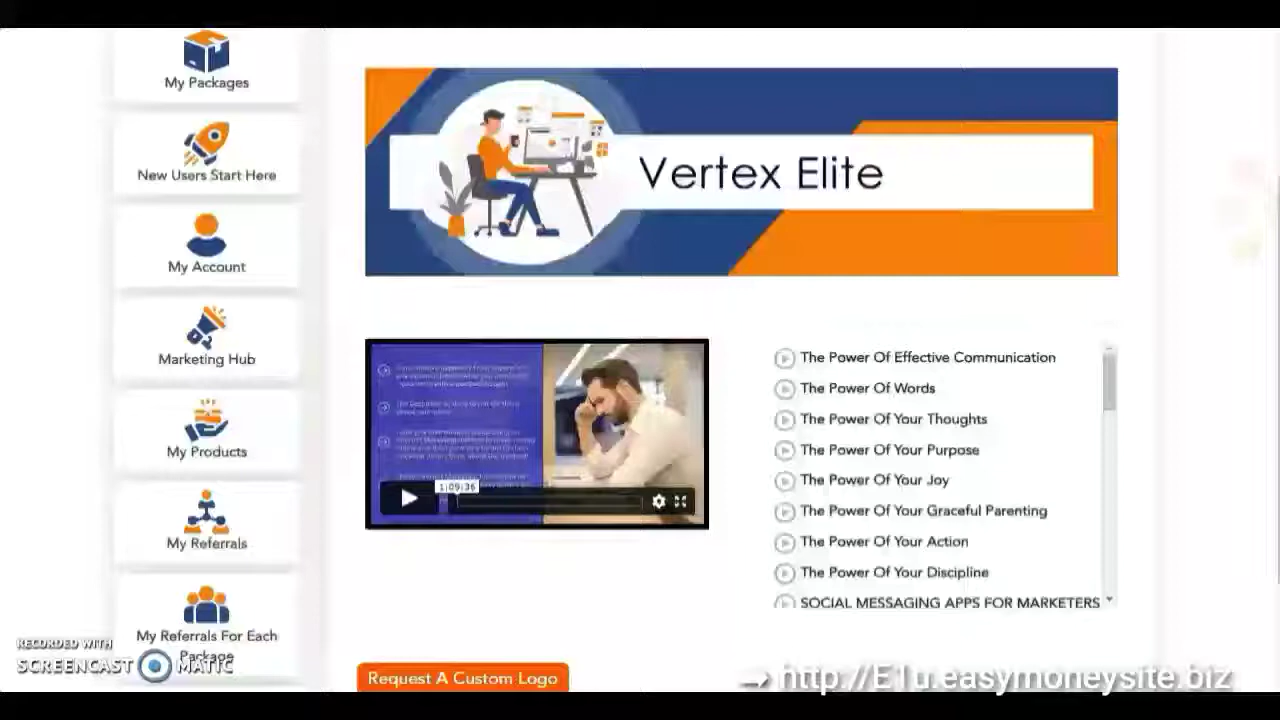 My Packages
New Users Start Here
My Account
Marketing Hub
My Products
My Referrals
My Referrals For Each
Package
Vertex Elite
1:09:36
The Power Of Effective Communication
The Power Of Words
The Power Of Your Thoughts
The Power Of Your Purpose
The Power Of Your Joy
The Power Of Your Graceful Parenting
The Power Of Your Action
The Power Of Your Discipline
SOCIAL MESSAGING APPS FOR MARKETERS
Request A Custom Logo
RECORDED WITH
SCREENCAST MATIC
→ http://E1u.easymoneysite.biz